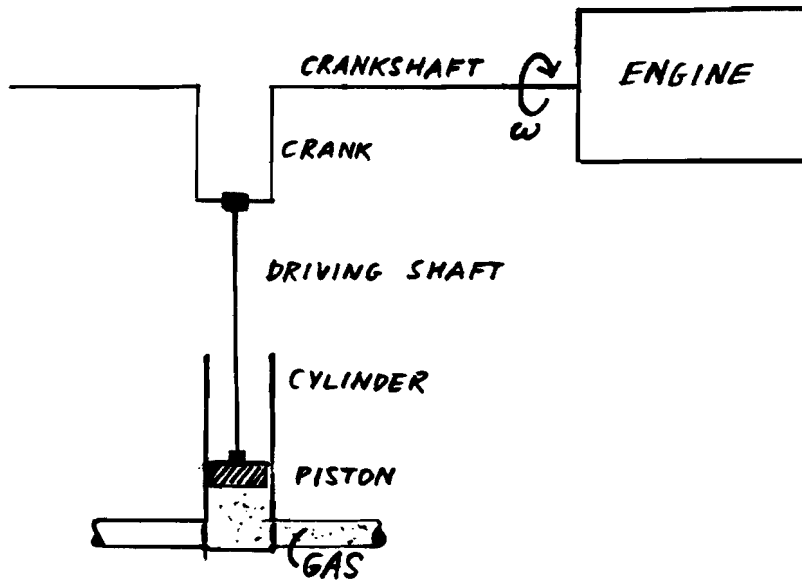 CRANKSHAFT
ENGINE
ω
CRANK
DRIVING SHAFT
CYLINDER
PISTON
GAS